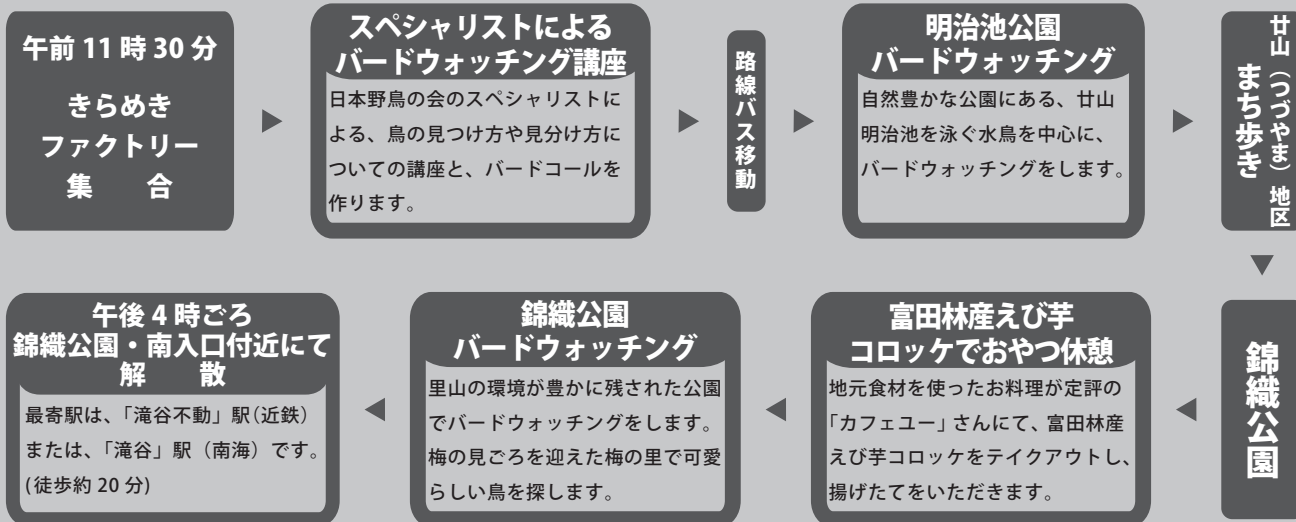 午前 11 時 30 分
きらめき
ファクトリー
集　合
スペシャリストによる
バードウォッチング講座
日本野鳥の会のスペシャリストに
よる、鳥の見つけ方や見分け方に
ついての講座と、バードコールを
作ります。
路線バス移動
明治池公園
バードウォッチング
自然豊かな公園にある、廿山
明治池を泳ぐ水鳥を中心に、
バードウォッチングをします。
廿山（つづやま）地区
まち歩き
錦織公園
富田林産えび芋
コロッケでおやつ休憩
地元食材を使ったお料理が定評の
「カフェユー」さんにて、富田林産
えび芋コロッケをテイクアウトし、
揚げたてをいただきます。
錦織公園
バードウォッチング
里山の環境が豊かに残された公園
でバードウォッチングをします。
梅の見ごろを迎えた梅の里で可愛
らしい鳥を探します。
午後 4 時ごろ
錦織公園・南入口付近にて
解　散
最寄駅は、「滝谷不動」駅(近鉄)
または、「滝谷」駅（南海）です。
(徒歩約 20 分)